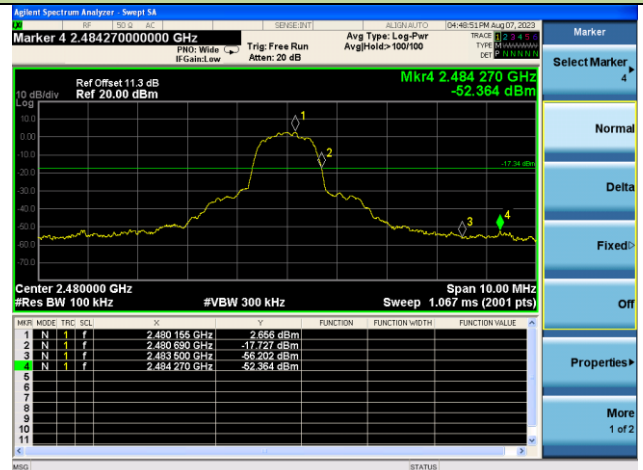 Agilent Spectrum Analyzer - Swept SA
RF 50 Ω AC SENSE:INT ALIGNAUTO 04:48:51 PM Aug 07, 2023
Marker 4 2.484270000000 GHz
PNO: Wide
IFGain:Low
Trig: Free Run
Atten: 20 dB
Avg Type: Log-Pwr
Avg|Hold:> 100/100
TRACE 1 2 3 4 5 6
TYPE M
DET P N N N N N
Mkr4 2.484 270 GHz
-52.364 dBm
Ref Offset 11.3 dB
Ref 20.00 dBm
10 dB/div
Log
10.0
0.00
-10.0
-20.0
-30.0
-40.0
-50.0
-60.0
-70.0
1
2
3
4
-17.34 dBm
Center 2.480000 GHz
Span 10.00 MHz
#Res BW 100 kHz
#VBW 300 kHz
Sweep 1.067 ms (2001 pts)
MKR MODE TRC SCL X Y FUNCTION FUNCTION WIDTH FUNCTION VALUE
1 N 1 f 2.480 155 GHz 2.656 dBm
2 N 1 f 2.480 690 GHz -17.727 dBm
3 N 1 f 2.483 500 GHz -56.202 dBm
4 N 1 f 2.484 270 GHz -52.364 dBm
5
6
7
8
9
10
11
MSG
STATUS
Marker
Select Marker
4
Normal
Delta
Fixed
Off
Properties
More
1 of 2